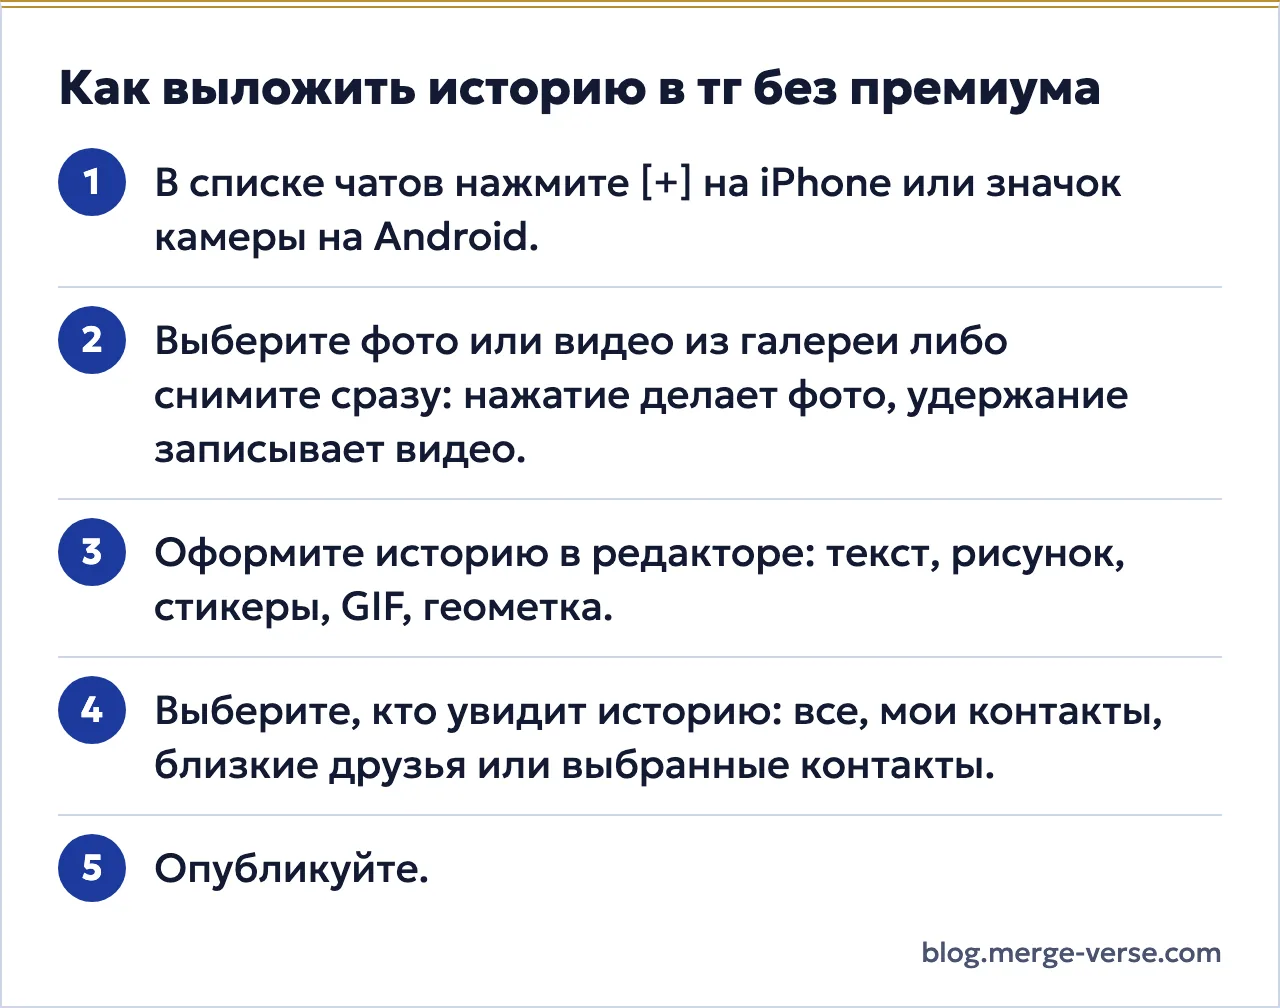 Как выложить историю в тг без премиума
1
В списке чатов нажмите [+] на iPhone или значок
камеры на Android.
2
Выберите фото или видео из галереи либо
снимите сразу: нажатие делает фото, удержание
записывает видео.
3
Оформите историю в редакторе: текст, рисунок,
стикеры, GIF, геометка.
4
Выберите, кто увидит историю: все, мои контакты,
близкие друзья или выбранные контакты.
5
Опубликуйте.
blog.merge-verse.com